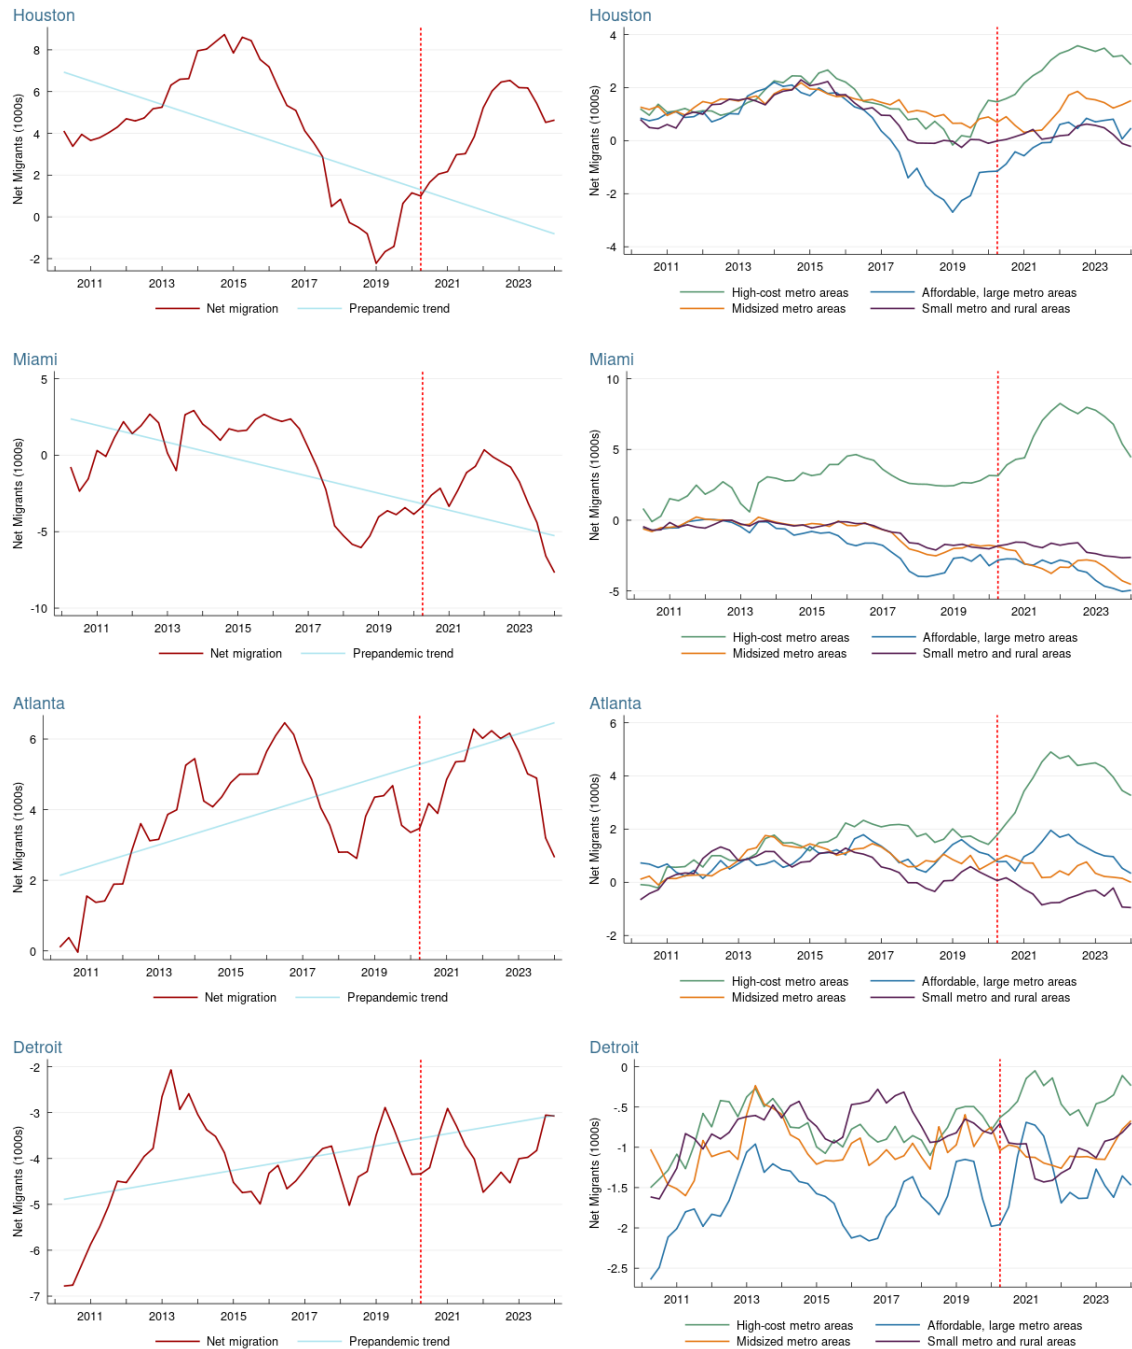 Houston
Net Migrants (1000s)
8
6
4
2
0
-2
2011 2013 2015 2017 2019 2021 2023
Net migration Prepandemic trend
Houston
Net Migrants (1000s)
4
2
0
-2
-4
2011 2013 2015 2017 2019 2021 2023
High-cost metro areas Affordable, large metro areas
Midsized metro areas Small metro and rural areas
Miami
Net Migrants (1000s)
5
0
-5
-10
2011 2013 2015 2017 2019 2021 2023
Net migration Prepandemic trend
Miami
Net Migrants (1000s)
10
5
0
-5
2011 2013 2015 2017 2019 2021 2023
High-cost metro areas Affordable, large metro areas
Midsized metro areas Small metro and rural areas
Atlanta
Net Migrants (1000s)
6
4
2
0
2011 2013 2015 2017 2019 2021 2023
Net migration Prepandemic trend
Atlanta
Net Migrants (1000s)
6
4
2
0
-2
2011 2013 2015 2017 2019 2021 2023
High-cost metro areas Affordable, large metro areas
Midsized metro areas Small metro and rural areas
Detroit
Net Migrants (1000s)
-2
-3
-4
-5
-6
-7
2011 2013 2015 2017 2019 2021 2023
Net migration Prepandemic trend
Detroit
Net Migrants (1000s)
0
-.5
-1
-1.5
-2
-2.5
2011 2013 2015 2017 2019 2021 2023
High-cost metro areas Affordable, large metro areas
Midsized metro areas Small metro and rural areas